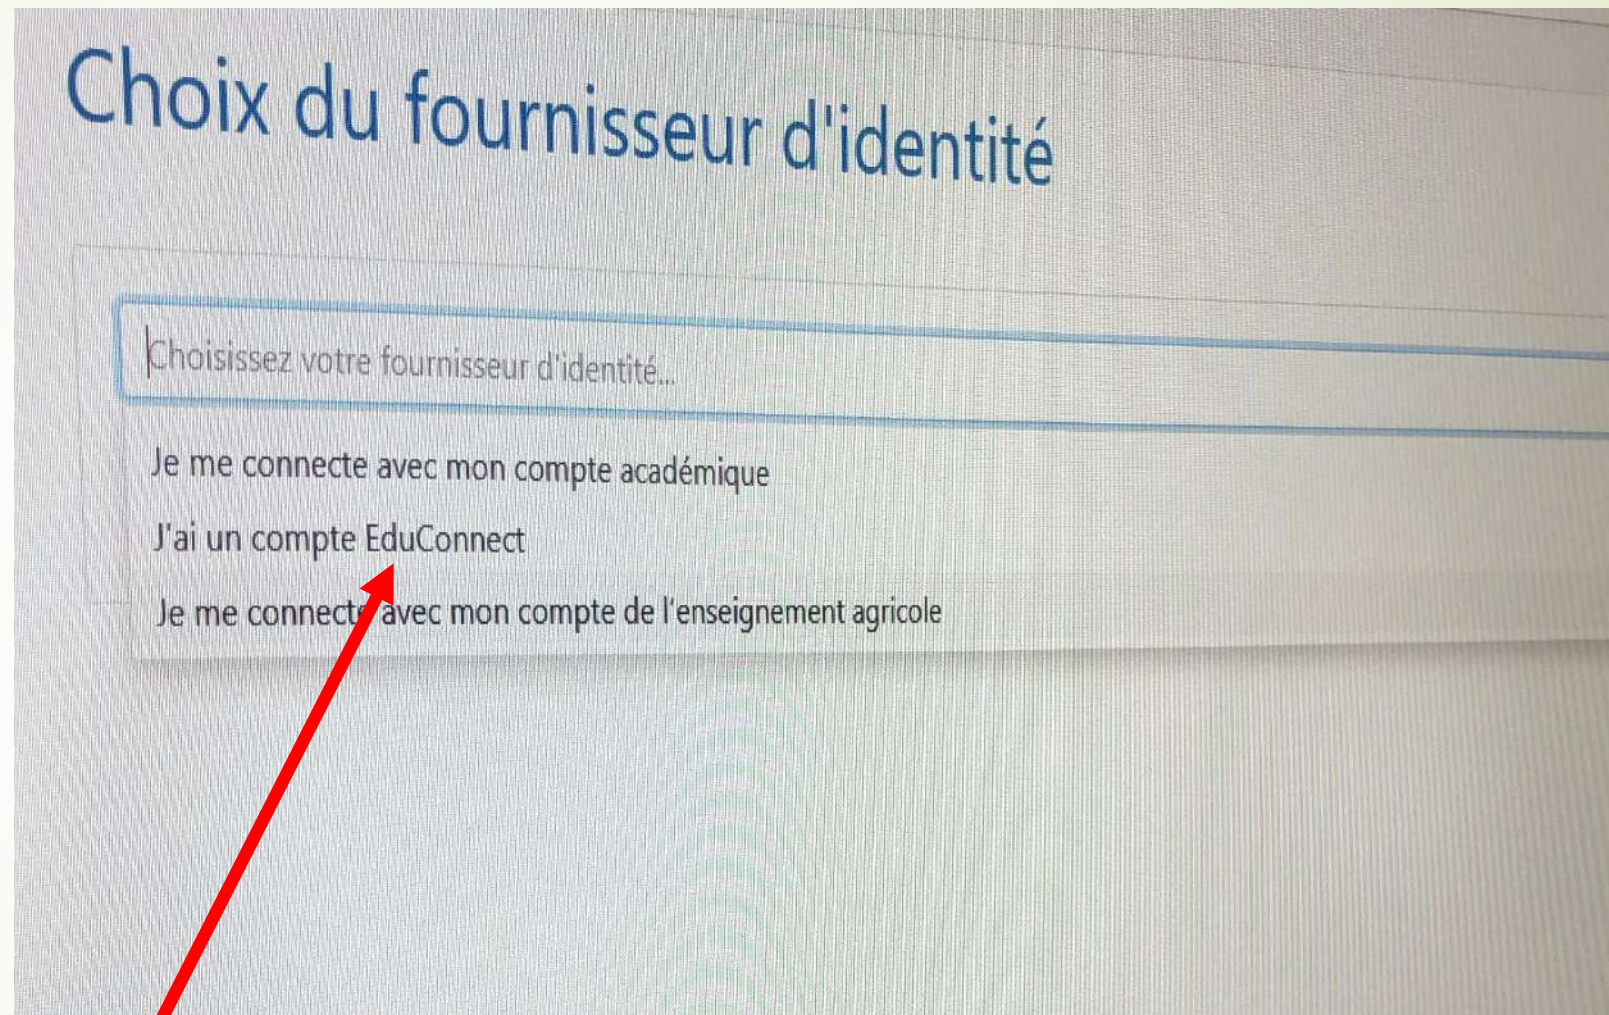 Choix du fournisseur d'identité
Choisissez votre fournisseur d'identité...
Je me connecte avec mon compte académique
J'ai un compte EduConnect
Je me connecte avec mon compte de l'enseignement agricole